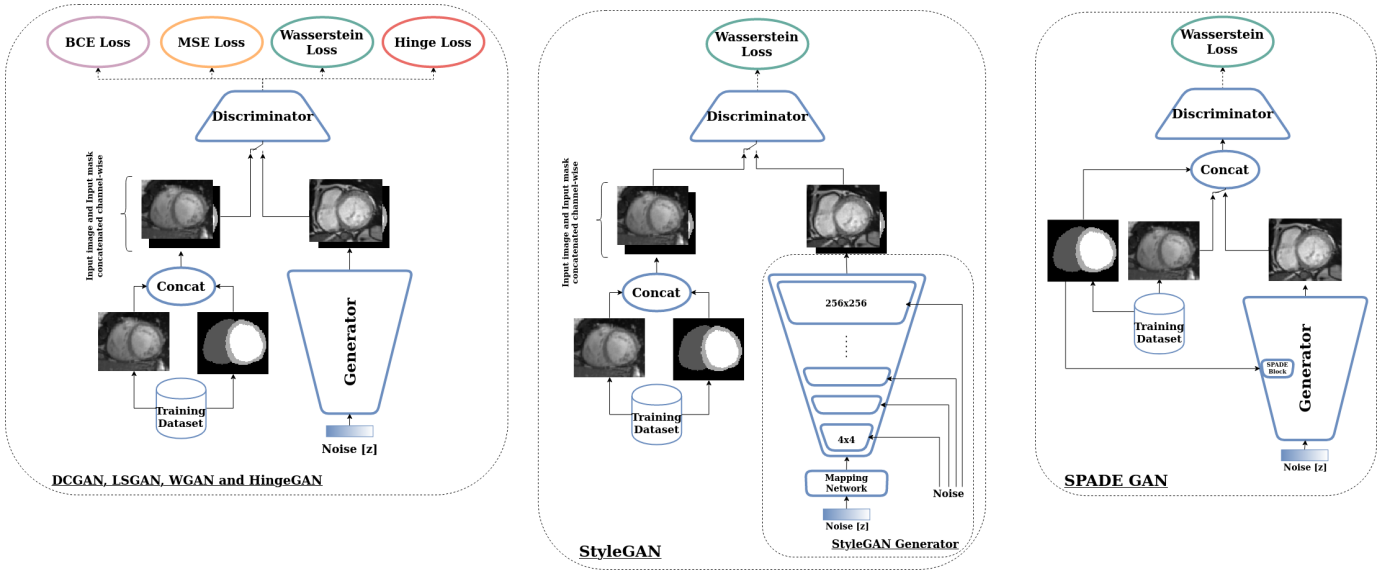 BCE Loss
MSE Loss
Wasserstein
Loss
Hinge Loss
Discriminator
Input image and Input mask
concatenated channel-wise
Concat
Training
Dataset
Generator
Noise [z]
DCGAN, LSGAN, WGAN and HingeGAN
Wasserstein
Loss
Discriminator
Input image and Input mask
concatenated channel-wise
Concat
Training
Dataset
256x256
4x4
Mapping
Network
Noise
Noise [z]
StyleGAN Generator
StyleGAN
Wasserstein
Loss
Discriminator
Concat
Training
Dataset
SPADE
Block
Generator
Noise [z]
SPADE GAN